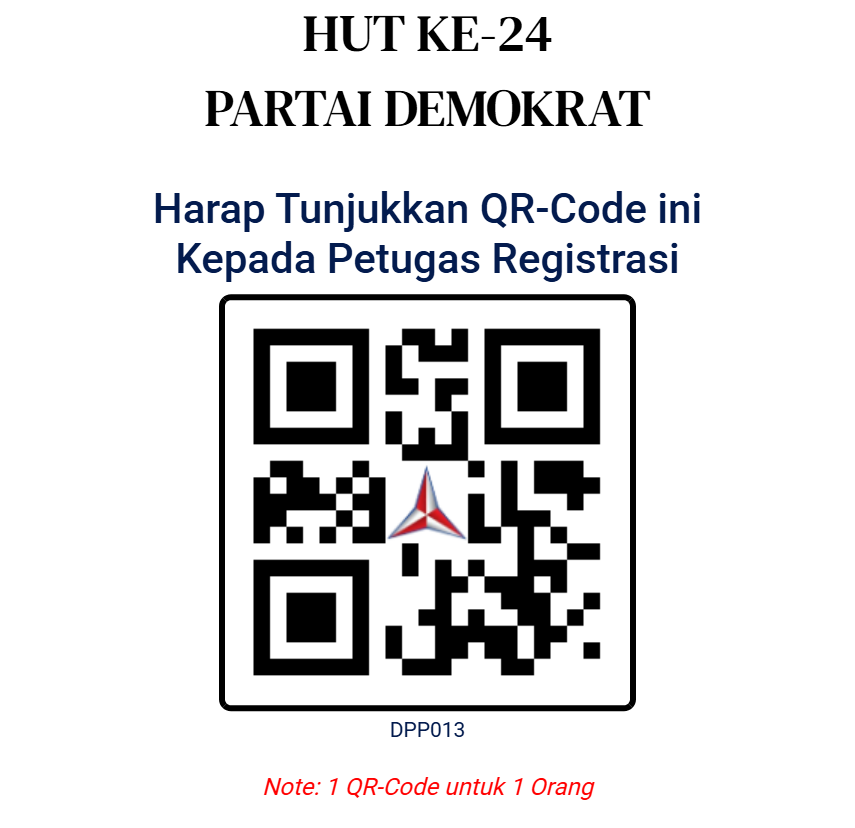 HUT KE-24
PARTAI DEMOKRAT
Harap Tunjukkan QR-Code ini
Kepada Petugas Registrasi
DPP013
Note: 1 QR-Code untuk 1 Orang